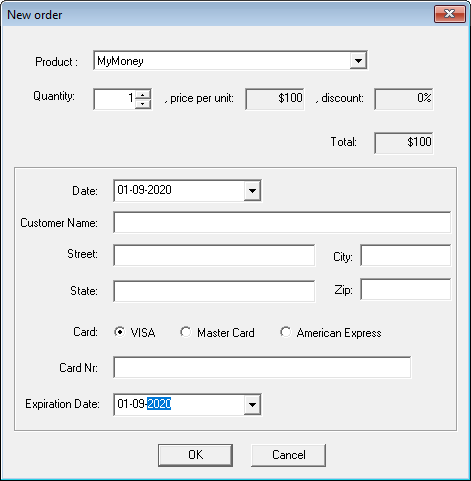 New order
Product : MyMoney
Quantity: 1 , price per unit: $100 , discount: 0%
Total: $100
Date: 01-09-2020
Customer Name:
Street: City:
State: Zip:
Card: VISA Master Card American Express
Card Nr:
Expiration Date: 01-09-2020
OK Cancel